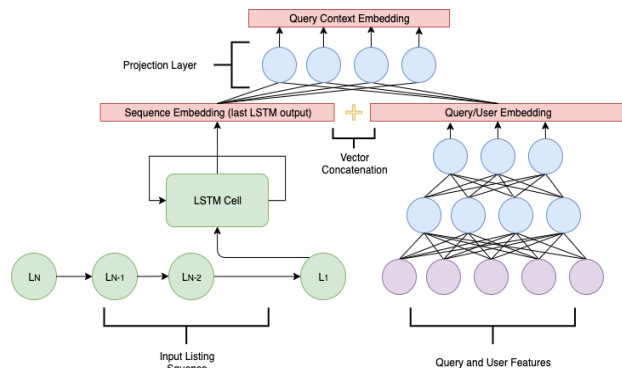 Query Context Embedding
Projection Layer
Sequence Embedding (last LSTM output)
+
Query/User Embedding
Vector
Concatenation
LSTM Cell
LN
LN-1
LN-2
L1
Input Listing
Squence
Query and User Features